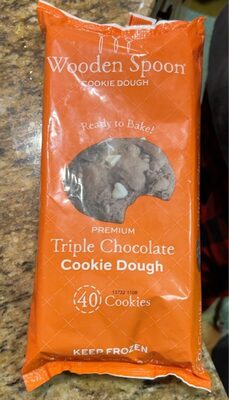 Wooden Spoon
COOKIE DOUGH
Ready to Bake!
PREMIUM
Triple Chocolate
Cookie Dough
40 Cookies
KEEP FROZEN